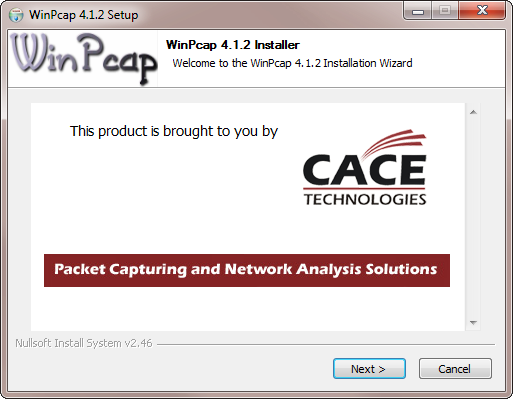 WinPcap 4.1.2 Setup
WinPcap
WinPcap 4.1.2 Installer
Welcome to the WinPcap 4.1.2 Installation Wizard
This product is brought to you by
CACE
TECHNOLOGIES
Packet Capturing and Network Analysis Solutions
Nullsoft Install System v2.46
Next >
Cancel